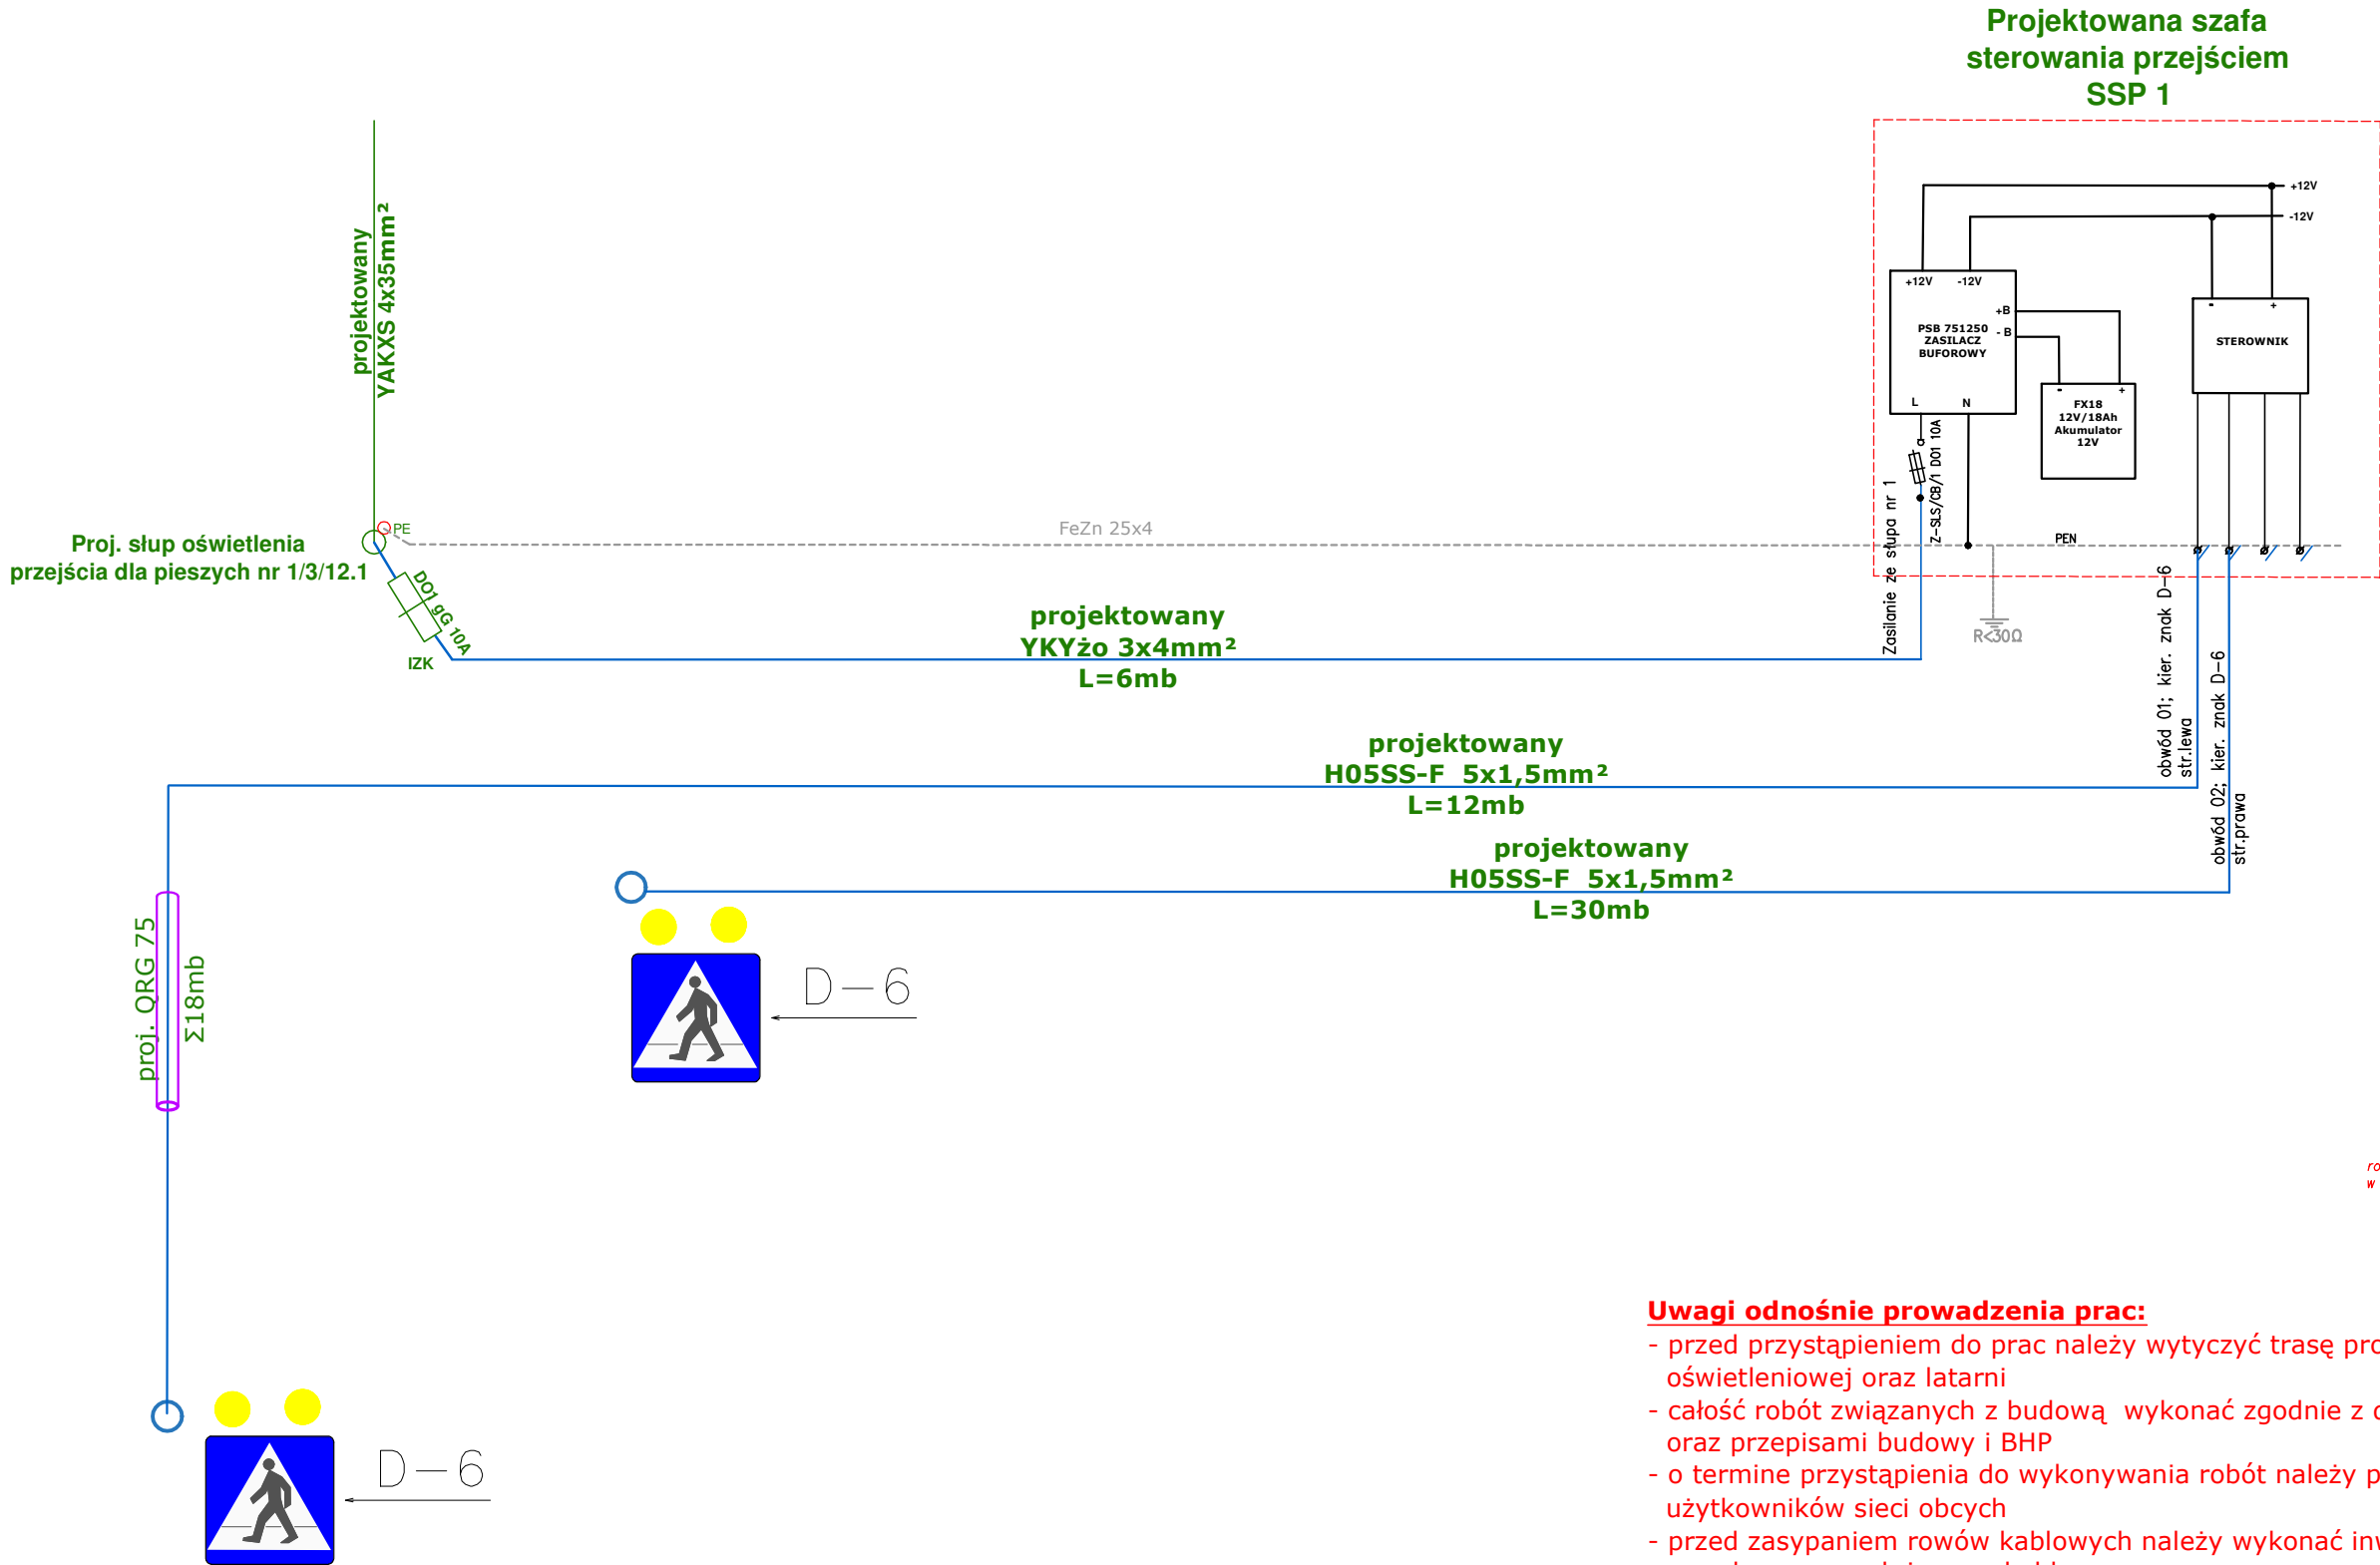 Projektowana szafa
sterowania przejściem
SSP 1
+12V
-12V
+12V -12V
+B
- B
PSB 751250
ZASILACZ
BUFOROWY
L N
- +
STEROWNIK
- +
FX18
12V/18Ah
Akumulator
12V
Z-SLS/CB/1 D01 10A
Zasilanie ze słupa nr 1
PEN
R<30Ω
projektowany
YAKXS 4x35mm²
PE
FeZn 25x4
Proj. słup oświetlenia
przejścia dla pieszych nr 1/3/12.1
DO1 gG 10A
IZK
projektowany
YKYżo 3x4mm²
L=6mb
obwód 01; kier. znak D-6
str.lewa
obwód 02; kier. znak D-6
str.prawa
projektowany
H05SS-F 5x1,5mm²
L=12mb
projektowany
H05SS-F 5x1,5mm²
L=30mb
proj. QRG 75
Σ18mb
D-6
D-6
ro
w
Uwagi odnośnie prowadzenia prac:
- przed przystąpieniem do prac należy wytyczyć trasę pro
oświetleniowej oraz latarni
- całość robót związanych z budową wykonać zgodnie z
oraz przepisami budowy i BHP
- o termine przystąpienia do wykonywania robót należy p
użytkowników sieci obcych
- przed zasypaniem rowów kablowych należy wykonać inw